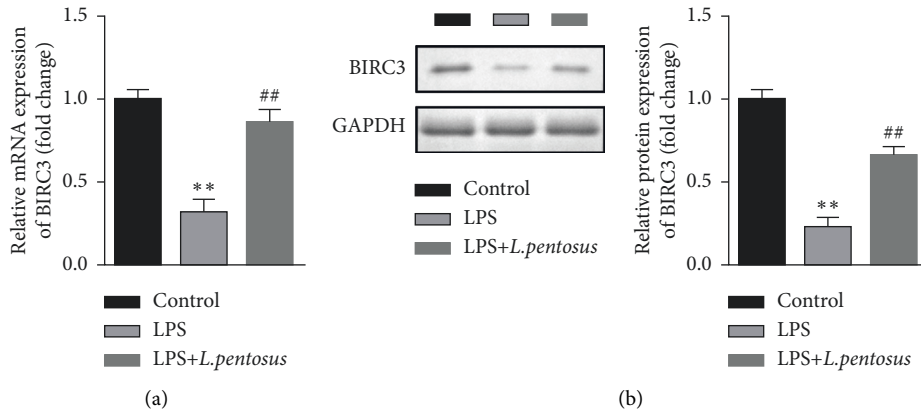 1.5
1.0
0.5
0.0
Relative mRNA expression
of BIRC3 (fold change)
**
##
Control
LPS
LPS+L.pentosus
(a)
BIRC3
GAPDH
Control
LPS
LPS+L.pentosus
1.5
1.0
0.5
0.0
Relative protein expression
of BIRC3 (fold change)
**
##
Control
LPS
LPS+L.pentosus
(b)